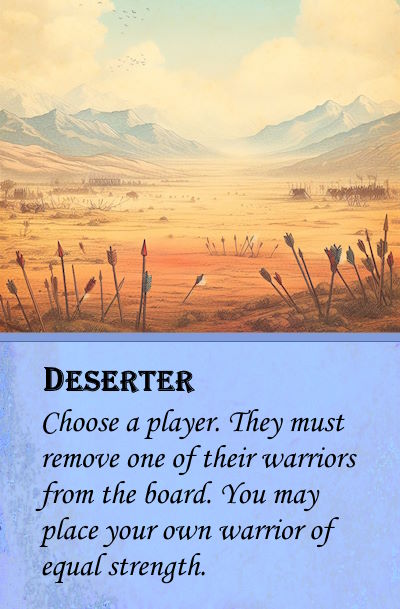 Deserter
Choose a player. They must
remove one of their warriors
from the board. You may
place your own warrior of
equal strength.